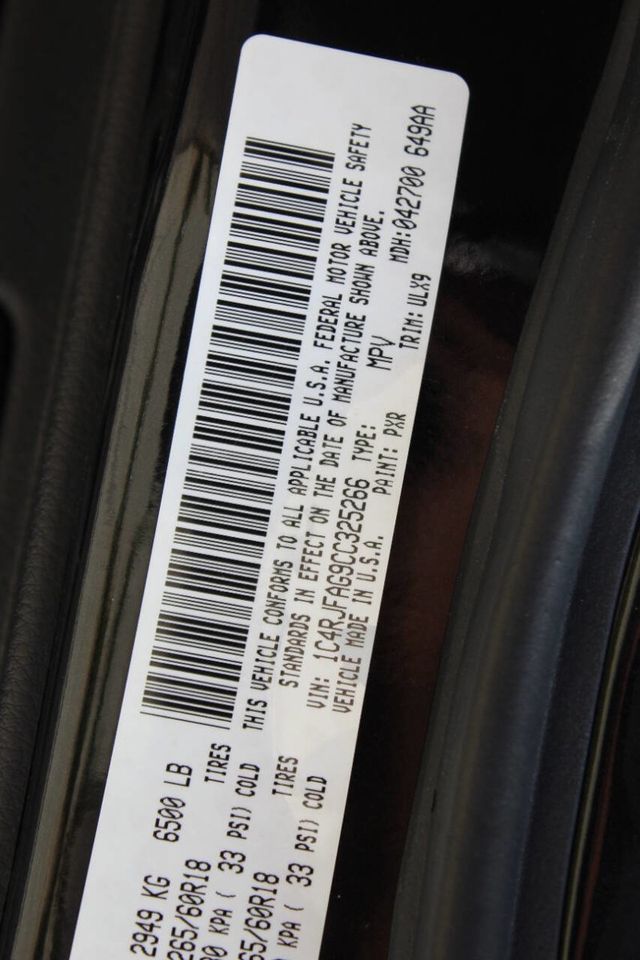 2949 KG 6500 LB
265/60R18 TIRES
KPA ( 33 PSI) COLD
65/60R18 TIRES
KPA ( 33 PSI) COLD
THIS VEHICLE CONFORMS TO ALL APPLICABLE U.S.A. FEDERAL MOTOR VEHICLE SAFETY
STANDARDS IN EFFECT ON THE DATE OF MANUFACTURE SHOWN ABOVE.
VIN: 1C4RJFAG9CC325266 TYPE: MPV
VEHICLE MADE IN U.S.A. PAINT: PXR TRIM: ULX9 MDH:042700 649AA